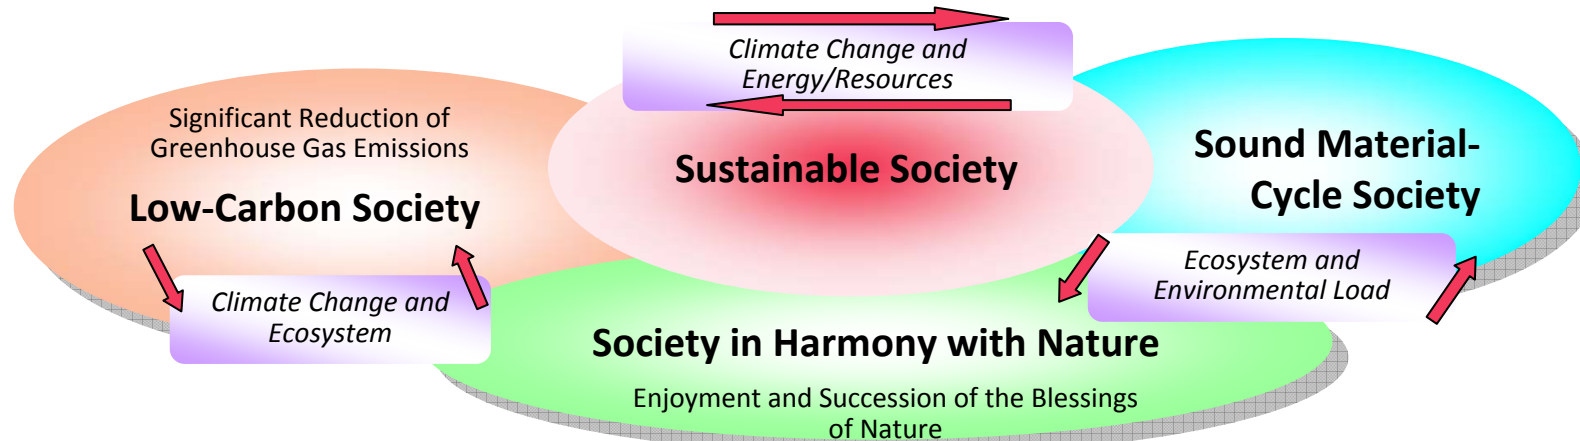 Climate Change and
Energy/Resources
Significant Reduction of
Greenhouse Gas Emissions
Low-Carbon Society
Sustainable Society
Sound Material-
Cycle Society
Climate Change and
Ecosystem
Ecosystem and
Environmental Load
Society in Harmony with Nature
Enjoyment and Succession of the Blessings
of Nature